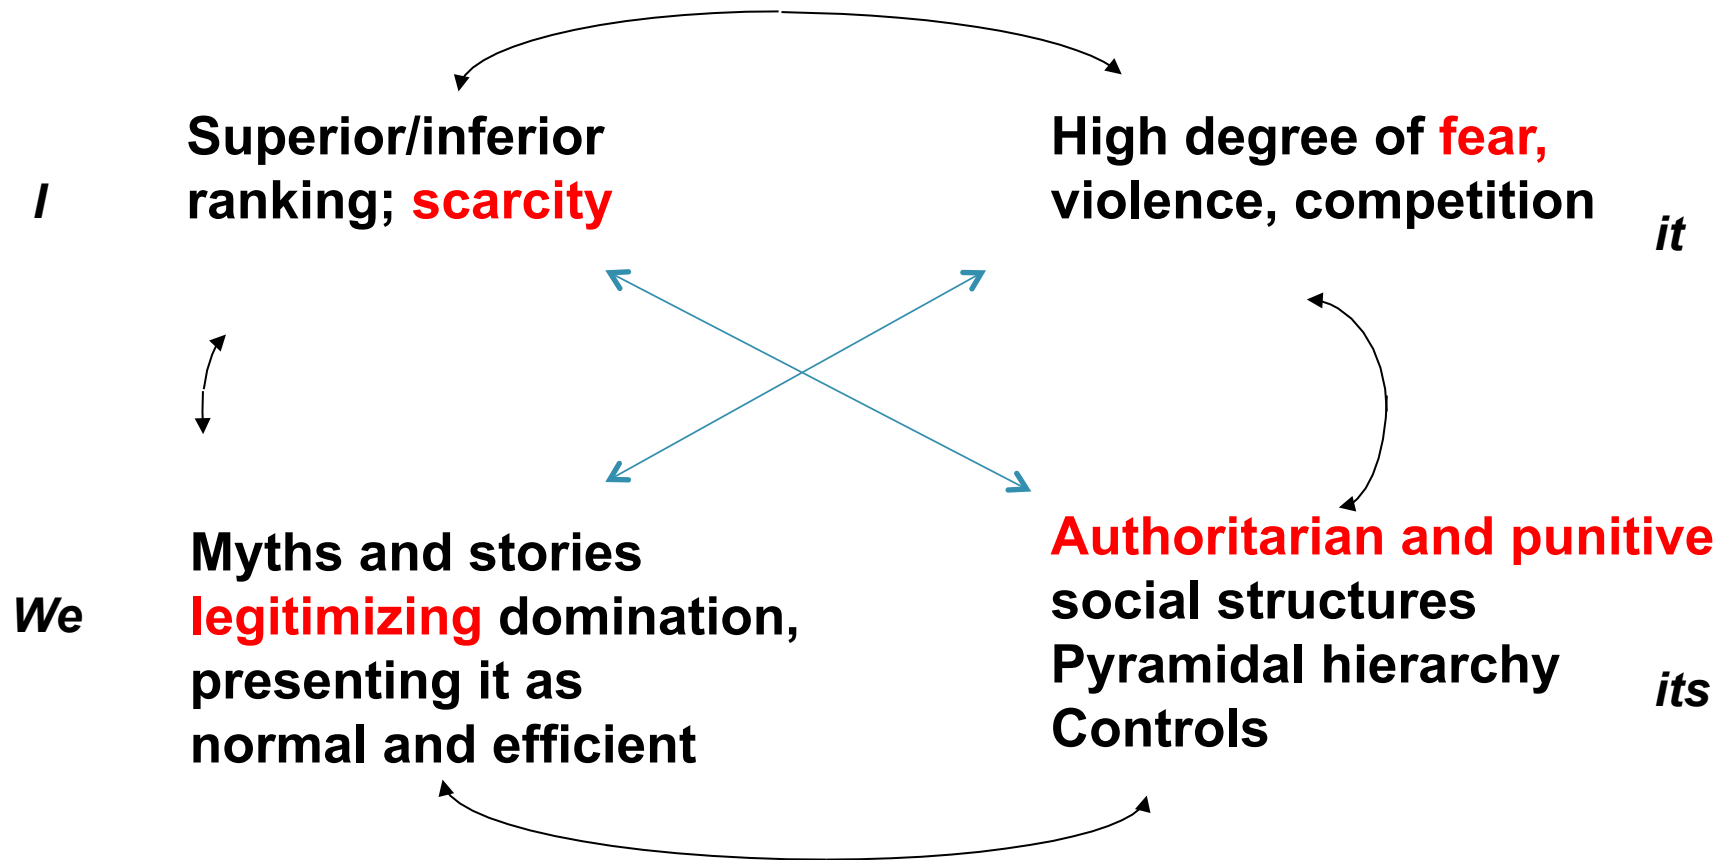 I
Superior/inferior
ranking; scarcity
High degree of fear,
violence, competition
it
We
Myths and stories
legitimizing domination,
presenting it as
normal and efficient
Authoritarian and punitive
social structures
Pyramidal hierarchy
Controls
its